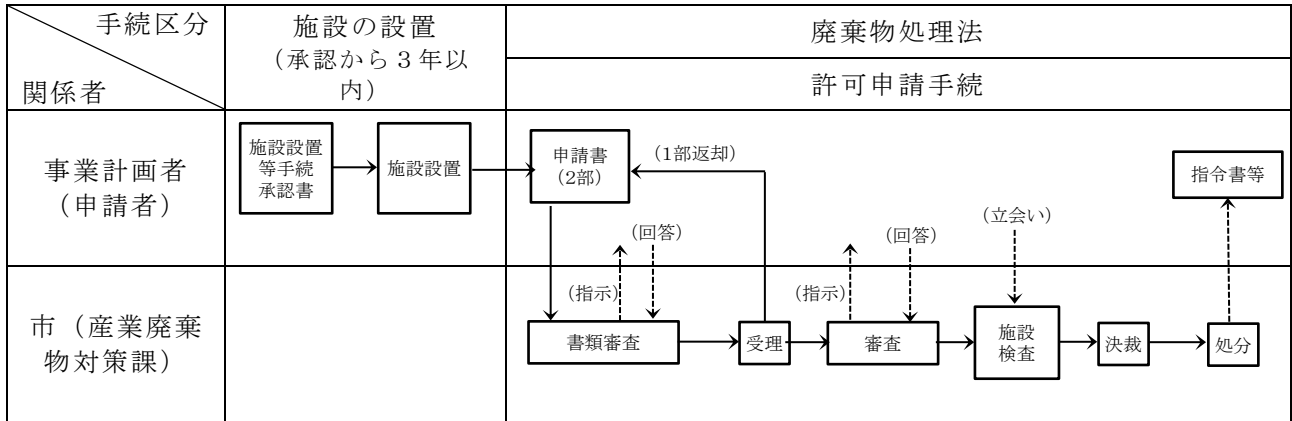 手続区分
関係者
施設の設置
（承認から３年以
内）
廃棄物処理法
許可申請手続
事業計画者
（申請者）
施設設置
等手続
承認書
施設設置
申請書
（2部）
（1部返却）
指令書等
（回答）
（指示）
（回答）
（指示）
（立会い）
市（産業廃棄
物対策課）
書類審査
受理
審査
施設
検査
決裁
処分